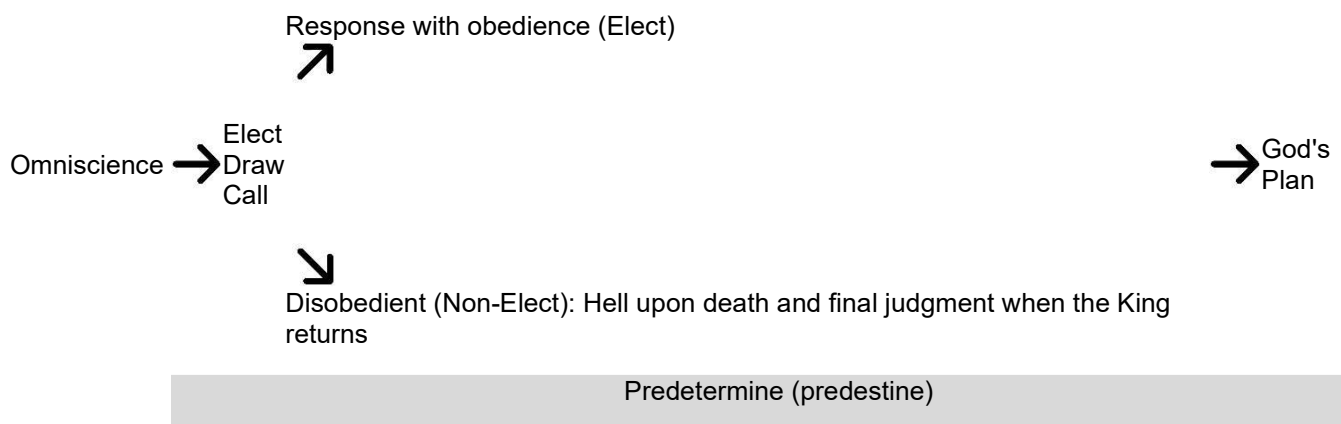 Response with obedience (Elect)
Omniscience
Elect
Draw
Call
God's
Plan
Disobedient (Non-Elect): Hell upon death and final judgment when the King
returns
Predetermine (predestine)